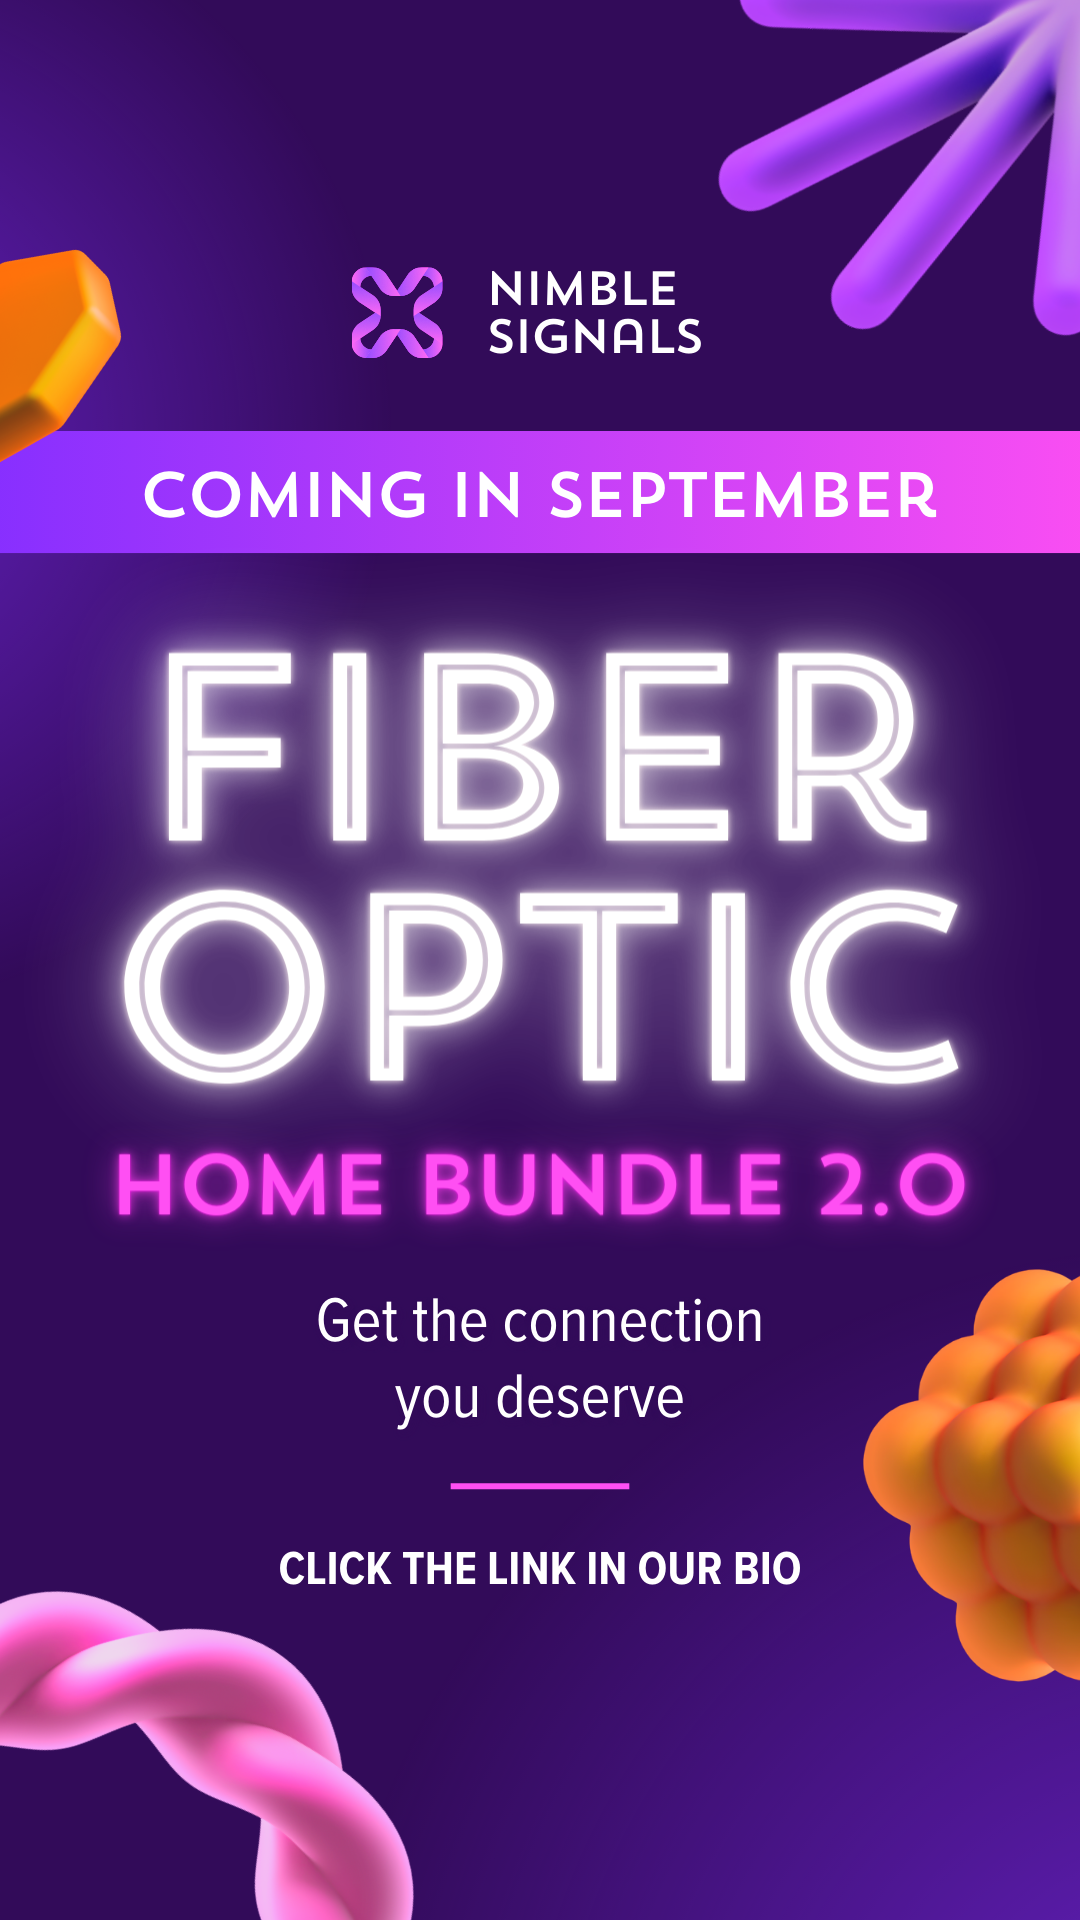 NIMBLE
SIGNALS
COMING IN SEPTEMBER
FIBER
OPTIC
HOME BUNDLE 2.0
Get the connection
you deserve
CLICK THE LINK IN OUR BIO